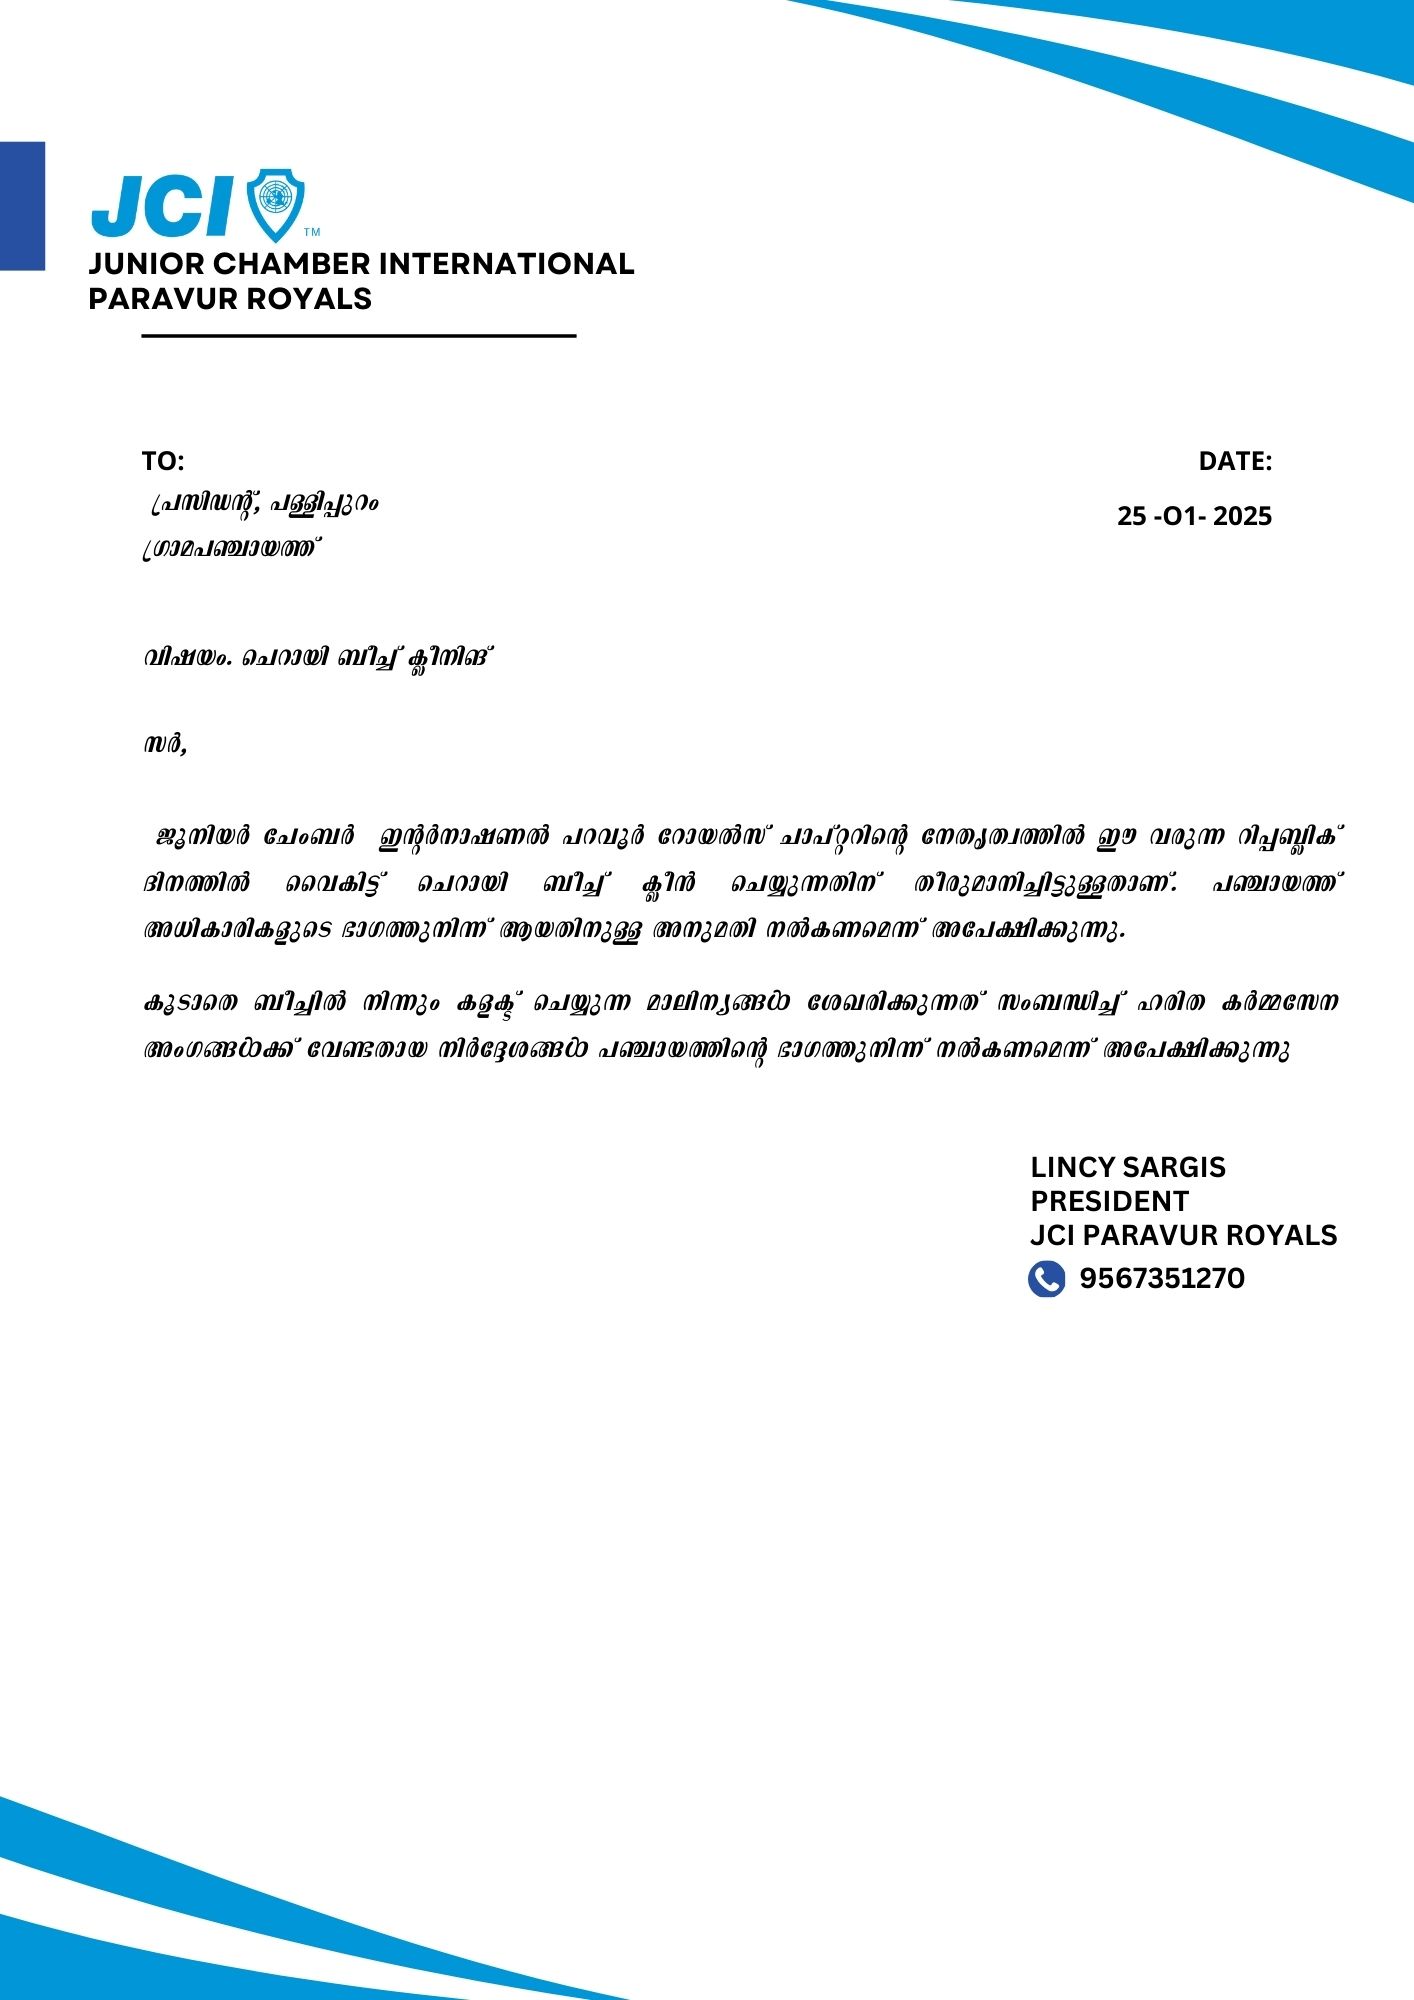 JCI TM
JUNIOR CHAMBER INTERNATIONAL
PARAVUR ROYALS
TO:
പ്രസിഡന്റ്, പള്ളിപ്പുറം
ഗ്രാമപഞ്ചായത്ത്
DATE:
25 -01- 2025
വിഷയം. ചെറായി ബീച്ച് ക്ലീനിങ്
സർ,
ജൂനിയർ ചേംബർ ഇന്റർനാഷണൽ പറവൂർ റോയൽസ് ചാപ്റ്ററിന്റെ നേതൃത്വത്തിൽ ഈ വരുന്ന റിപ്പബ്ലിക്
ദിനത്തിൽ വൈകിട്ട് ചെറായി ബീച്ച് ക്ലീൻ ചെയ്യുന്നതിന് തീരുമാനിച്ചിട്ടുള്ളതാണ്. പഞ്ചായത്ത്
അധികാരികളുടെ ഭാഗത്തുനിന്ന് ആയതിനുള്ള അനുമതി നൽകണമെന്ന് അപേക്ഷിക്കുന്നു.
കൂടാതെ ബീച്ചിൽ നിന്നും കളക്ട് ചെയ്യുന്ന മാലിന്യങ്ങൾ ശേഖരിക്കുന്നത് സംബന്ധിച്ച് ഹരിത കർമ്മസേന
അംഗങ്ങൾക്ക് വേണ്ടതായ നിർദ്ദേശങ്ങൾ പഞ്ചായത്തിന്റെ ഭാഗത്തുനിന്ന് നൽകണമെന്ന് അപേക്ഷിക്കുന്നു
LINCY SARGIS
PRESIDENT
JCI PARAVUR ROYALS
9567351270